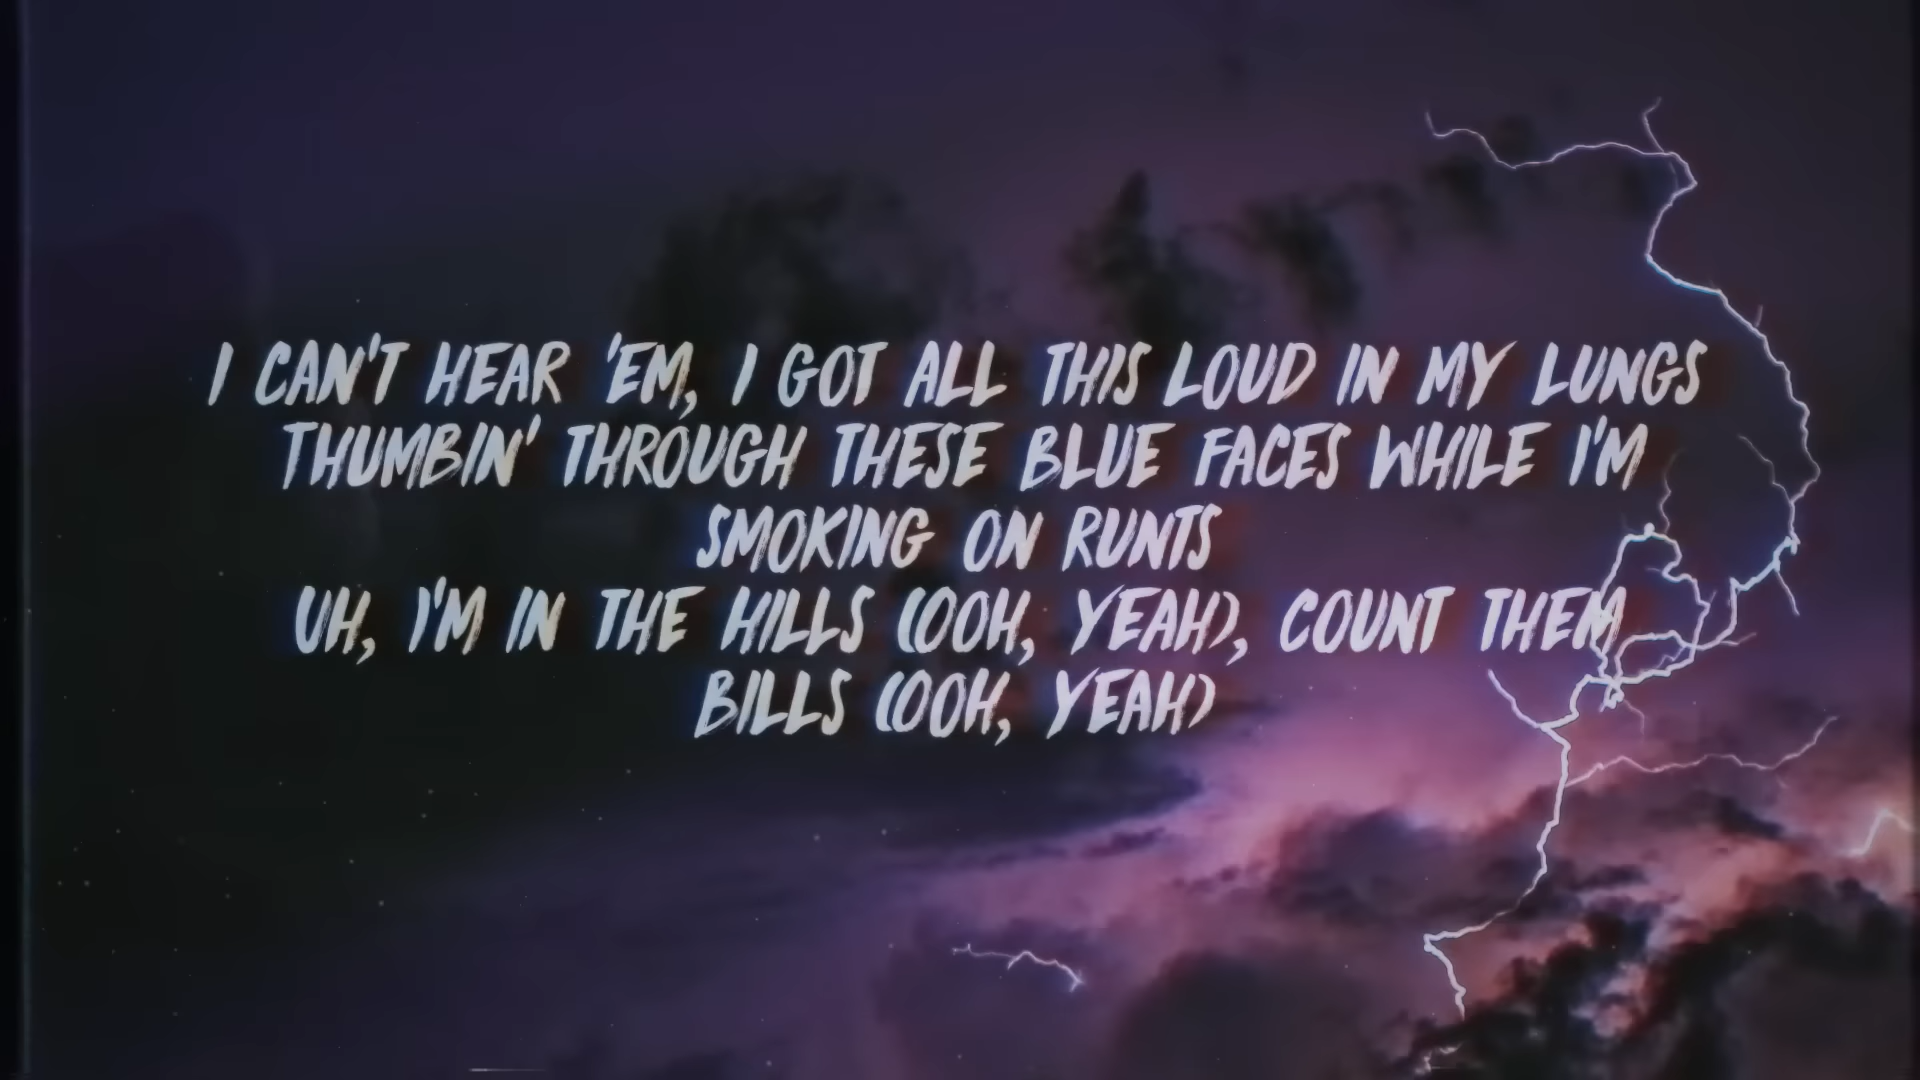 I CAN'T HEAR 'EM, I GOT ALL THIS LOUD IN MY LUNGS
THUMBIN' THROUGH THESE BLUE FACES WHILE I'M
SMOKING ON RUNTS
UH, I'M IN THE HILLS (OOH, YEAH), COUNT THEM
BILLS (OOH, YEAH)